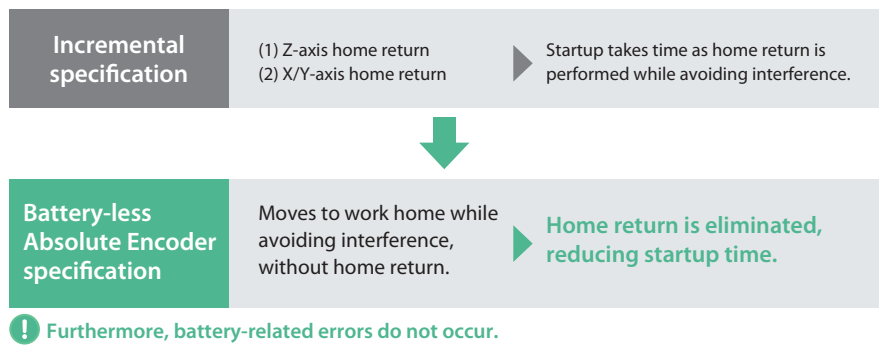 Incremental
specification
(1) Z-axis home return
(2) X/Y-axis home return
Startup takes time as home return is
performed while avoiding interference.
Battery-less
Absolute Encoder
specification
Moves to work home while
avoiding interference,
without home return.
Home return is eliminated,
reducing startup time.
! Furthermore, battery-related errors do not occur.